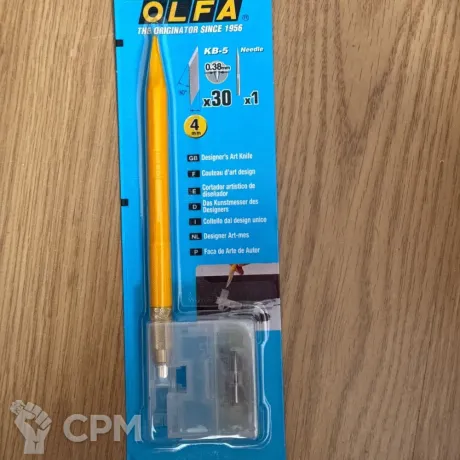 OLFA®
THE ORIGINATOR SINCE 1956
KB-5 Needle
0.38mm
x30 x1
4 mm
GB Designer's Art Knife
F Couteau d'art design
E Cortador artístico de
diseñador
D Das Kunstmesser des
Designers
I Coltello dal design unico
NL Designer Art-mes
P Faca de Arte de Autor
CPM